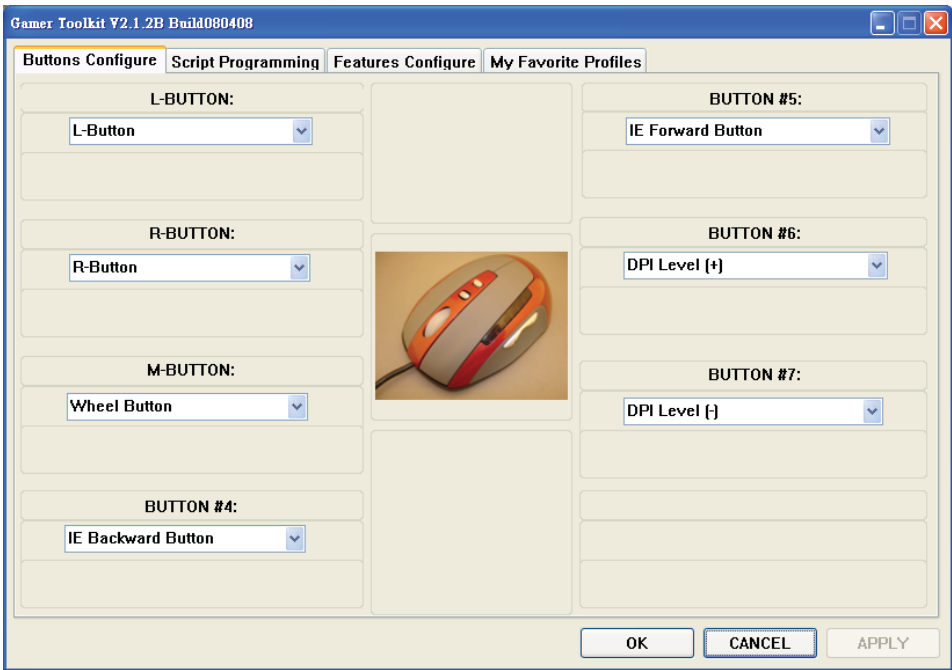 Gamer Toolkit V2.1.2B Build080408
Buttons Configure Script Programming Features Configure My Favorite Profiles
L-BUTTON:
L-Button
R-BUTTON:
R-Button
M-BUTTON:
Wheel Button
BUTTON #4:
IE Backward Button
BUTTON #5:
IE Forward Button
BUTTON #6:
DPI Level (+)
BUTTON #7:
DPI Level (-)
OK CANCEL APPLY